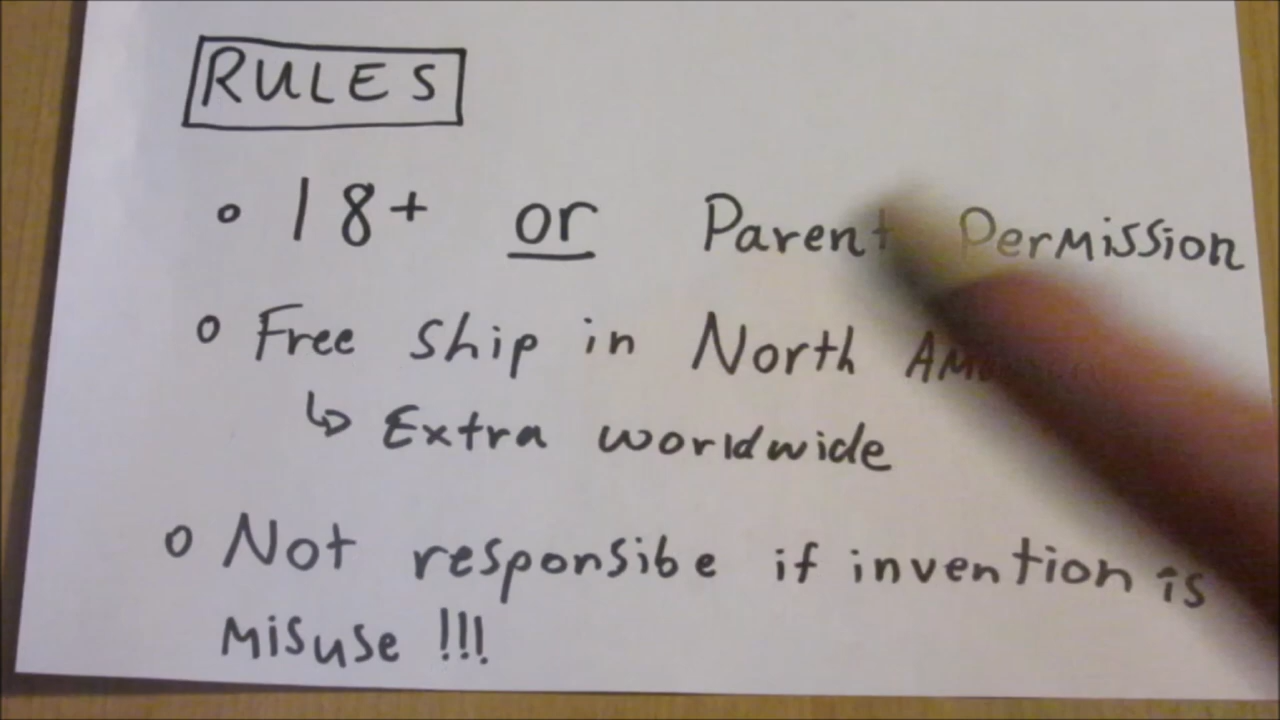 RULES
18+ or Parent Permission
Free ship in North
↳ Extra worldwide
Not responsibe if invention is
misuse !!!